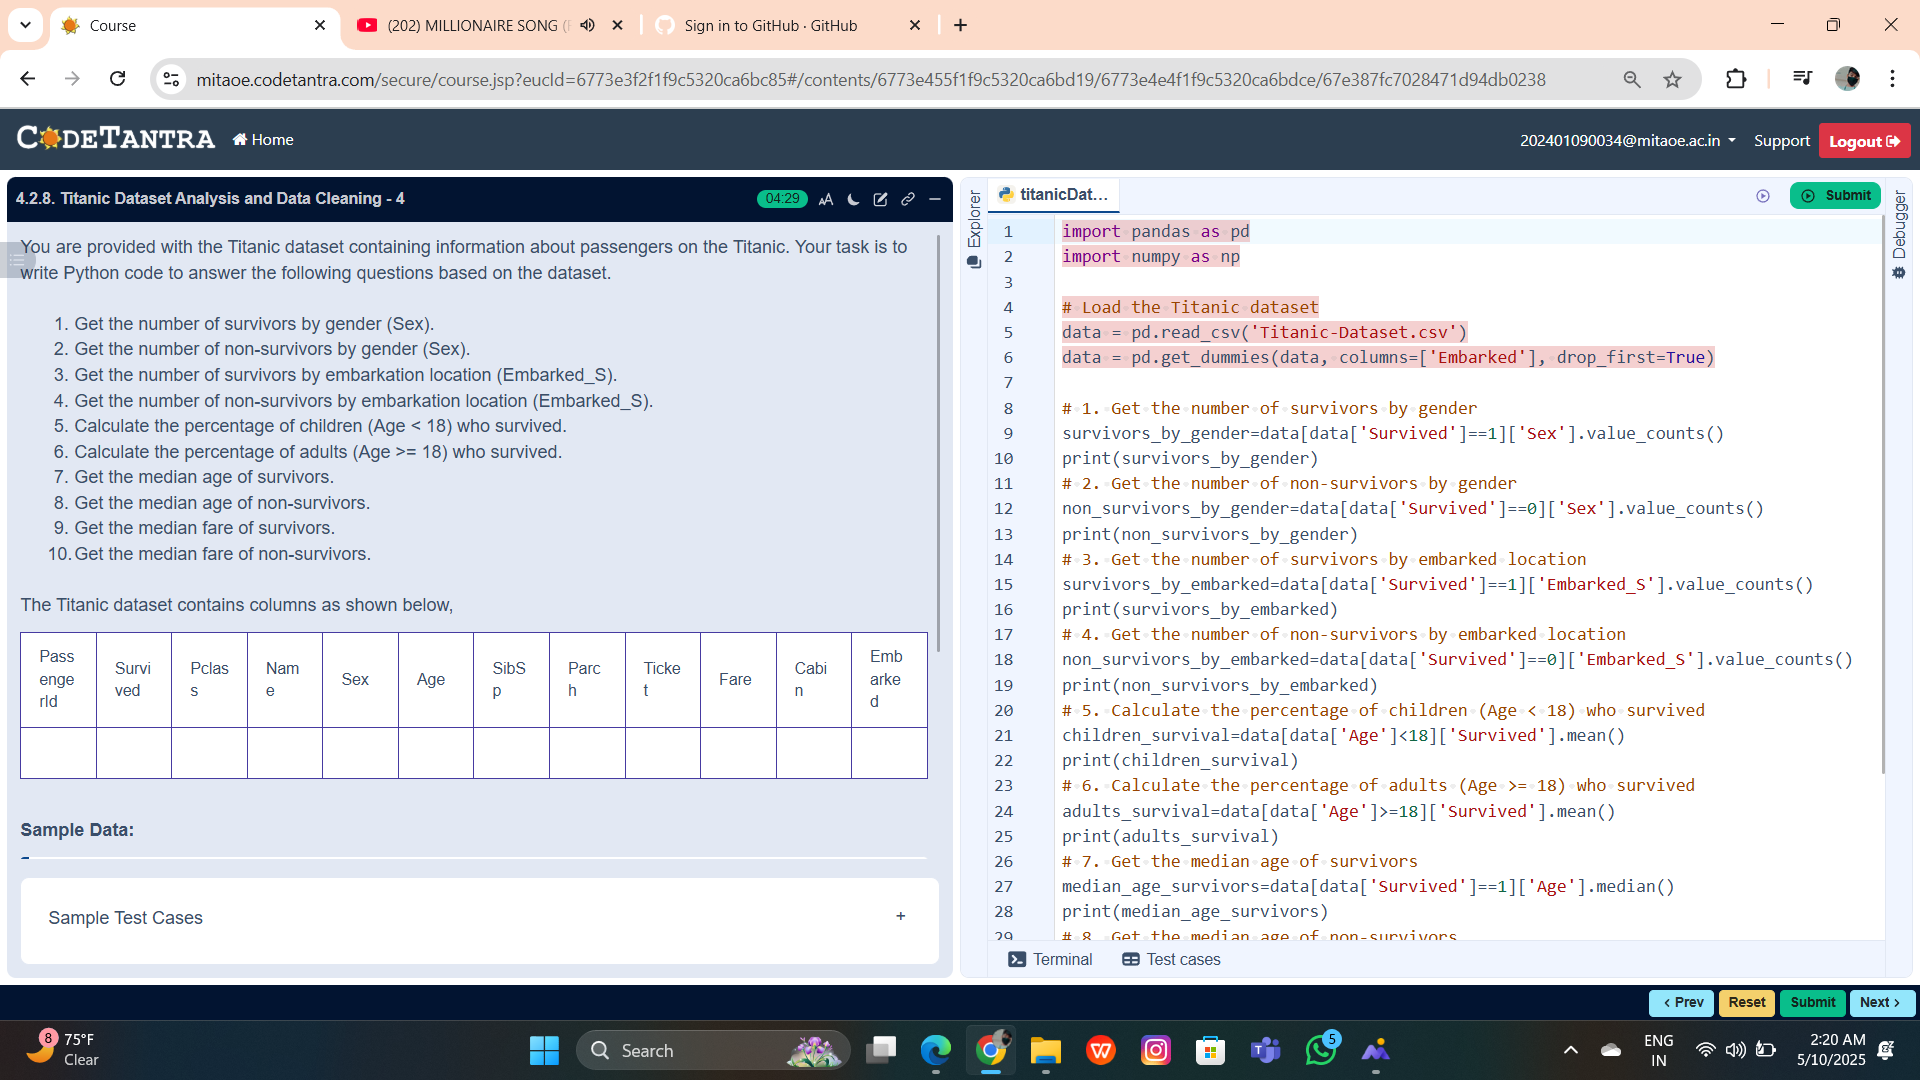 Course
(202) MILLIONAIRE SONG (
Sign in to GitHub · GitHub
mitaoe.codetantra.com/secure/course.jsp?eucId=6773e3f2f1f9c5320ca6bc85#/contents/6773e455f1f9c5320ca6bd19/6773e4e4f1f9c5320ca6bdce/67e387fc7028471d94db0238
CODETANTRA
Home
202401090034@mitaoe.ac.in
Support
Logout
4.2.8. Titanic Dataset Analysis and Data Cleaning - 4
04:29
AA
You are provided with the Titanic dataset containing information about passengers on the Titanic. Your task is to
write Python code to answer the following questions based on the dataset.
1. Get the number of survivors by gender (Sex).
2. Get the number of non-survivors by gender (Sex).
3. Get the number of survivors by embarkation location (Embarked_S).
4. Get the number of non-survivors by embarkation location (Embarked_S).
5. Calculate the percentage of children (Age < 18) who survived.
6. Calculate the percentage of adults (Age >= 18) who survived.
7. Get the median age of survivors.
8. Get the median age of non-survivors.
9. Get the median fare of survivors.
10. Get the median fare of non-survivors.
The Titanic dataset contains columns as shown below,
Pass
enge
rId
Survi
ved
Pclas
s
Nam
e
Sex
Age
SibS
p
Parc
h
Ticke
t
Fare
Cabi
n
Emb
arke
d
Sample Data:
Sample Test Cases
+
Explorer
titanicDat...
Submit
Debugger
1 import pandas as pd
2 import numpy as np
3
4 # Load the Titanic dataset
5 data = pd.read_csv('Titanic-Dataset.csv')
6 data = pd.get_dummies(data, columns=['Embarked'], drop_first=True)
7
8 # 1. Get the number of survivors by gender
9 survivors_by_gender=data[data['Survived']==1]['Sex'].value_counts()
10 print(survivors_by_gender)
11 # 2. Get the number of non-survivors by gender
12 non_survivors_by_gender=data[data['Survived']==0]['Sex'].value_counts()
13 print(non_survivors_by_gender)
14 # 3. Get the number of survivors by embarked location
15 survivors_by_embarked=data[data['Survived']==1]['Embarked_S'].value_counts()
16 print(survivors_by_embarked)
17 # 4. Get the number of non-survivors by embarked location
18 non_survivors_by_embarked=data[data['Survived']==0]['Embarked_S'].value_counts()
19 print(non_survivors_by_embarked)
20 # 5. Calculate the percentage of children (Age < 18) who survived
21 children_survival=data[data['Age']<18]['Survived'].mean()
22 print(children_survival)
23 # 6. Calculate the percentage of adults (Age >= 18) who survived
24 adults_survival=data[data['Age']>=18]['Survived'].mean()
25 print(adults_survival)
26 # 7. Get the median age of survivors
27 median_age_survivors=data[data['Survived']==1]['Age'].median()
28 print(median_age_survivors)
29 # 8. Get the median age of non-survivors
Terminal
Test cases
< Prev
Reset
Submit
Next >
8
75°F
Clear
Search
5
ENG
IN
2:20 AM
5/10/2025